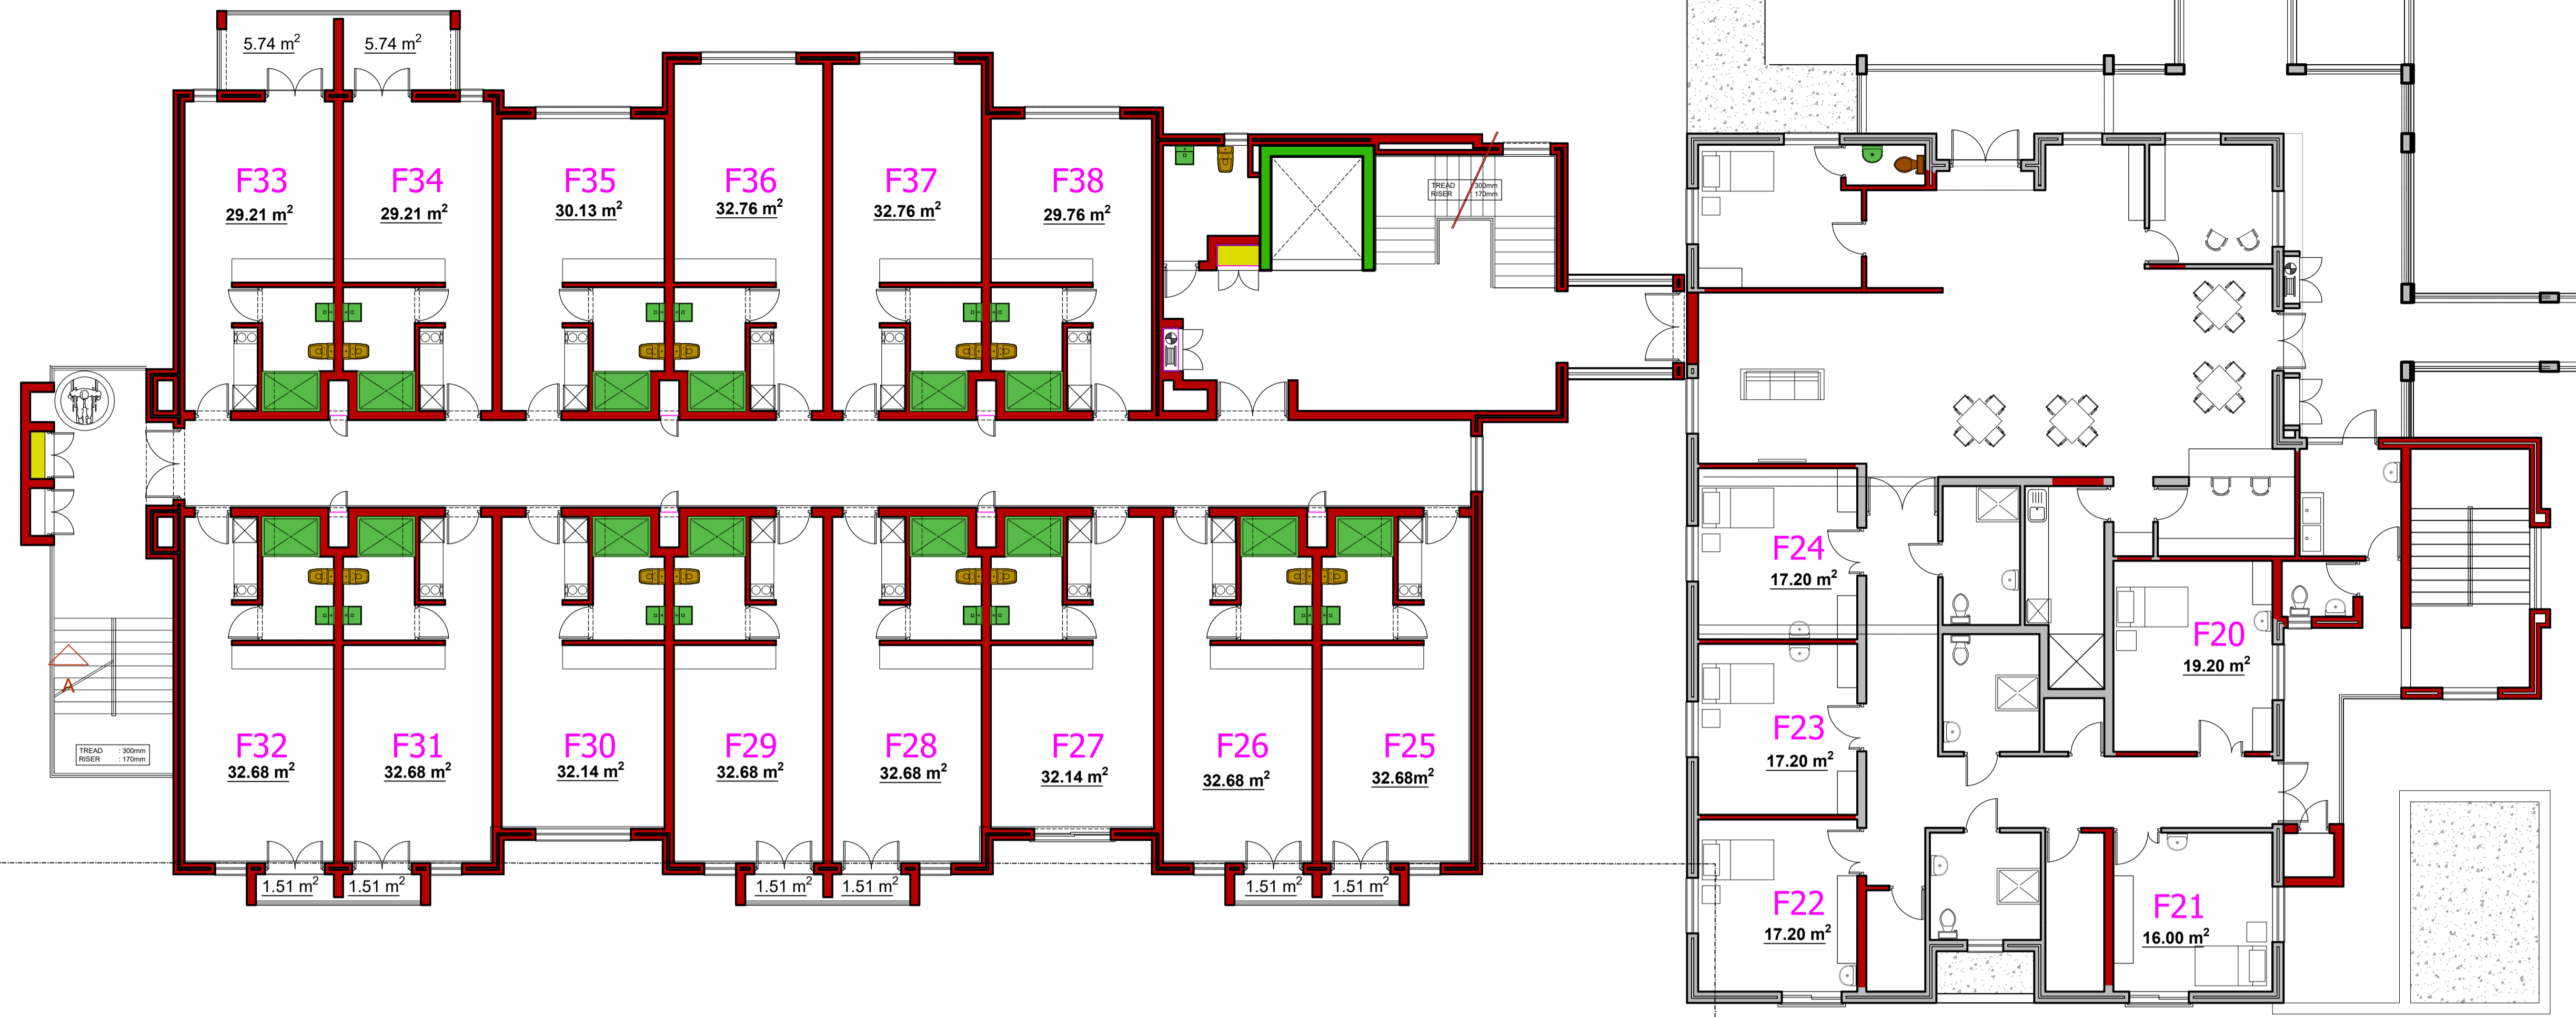 5.74 m²
5.74 m²
F33
29.21 m²
F34
29.21 m²
F35
30.13 m²
F36
32.76 m²
F37
32.76 m²
F38
29.76 m²
TREAD : 300mm
RISER : 170mm
F24
17.20 m²
F20
19.20 m²
F23
17.20 m²
A
TREAD : 300mm
RISER : 170mm
F32
32.68 m²
F31
32.68 m²
F30
32.14 m²
F29
32.68 m²
F28
32.68 m²
F27
32.14 m²
F26
32.68 m²
F25
32.68m²
1.51 m²
1.51 m²
1.51 m²
1.51 m²
1.51 m²
1.51 m²
F22
17.20 m²
F21
16.00 m²